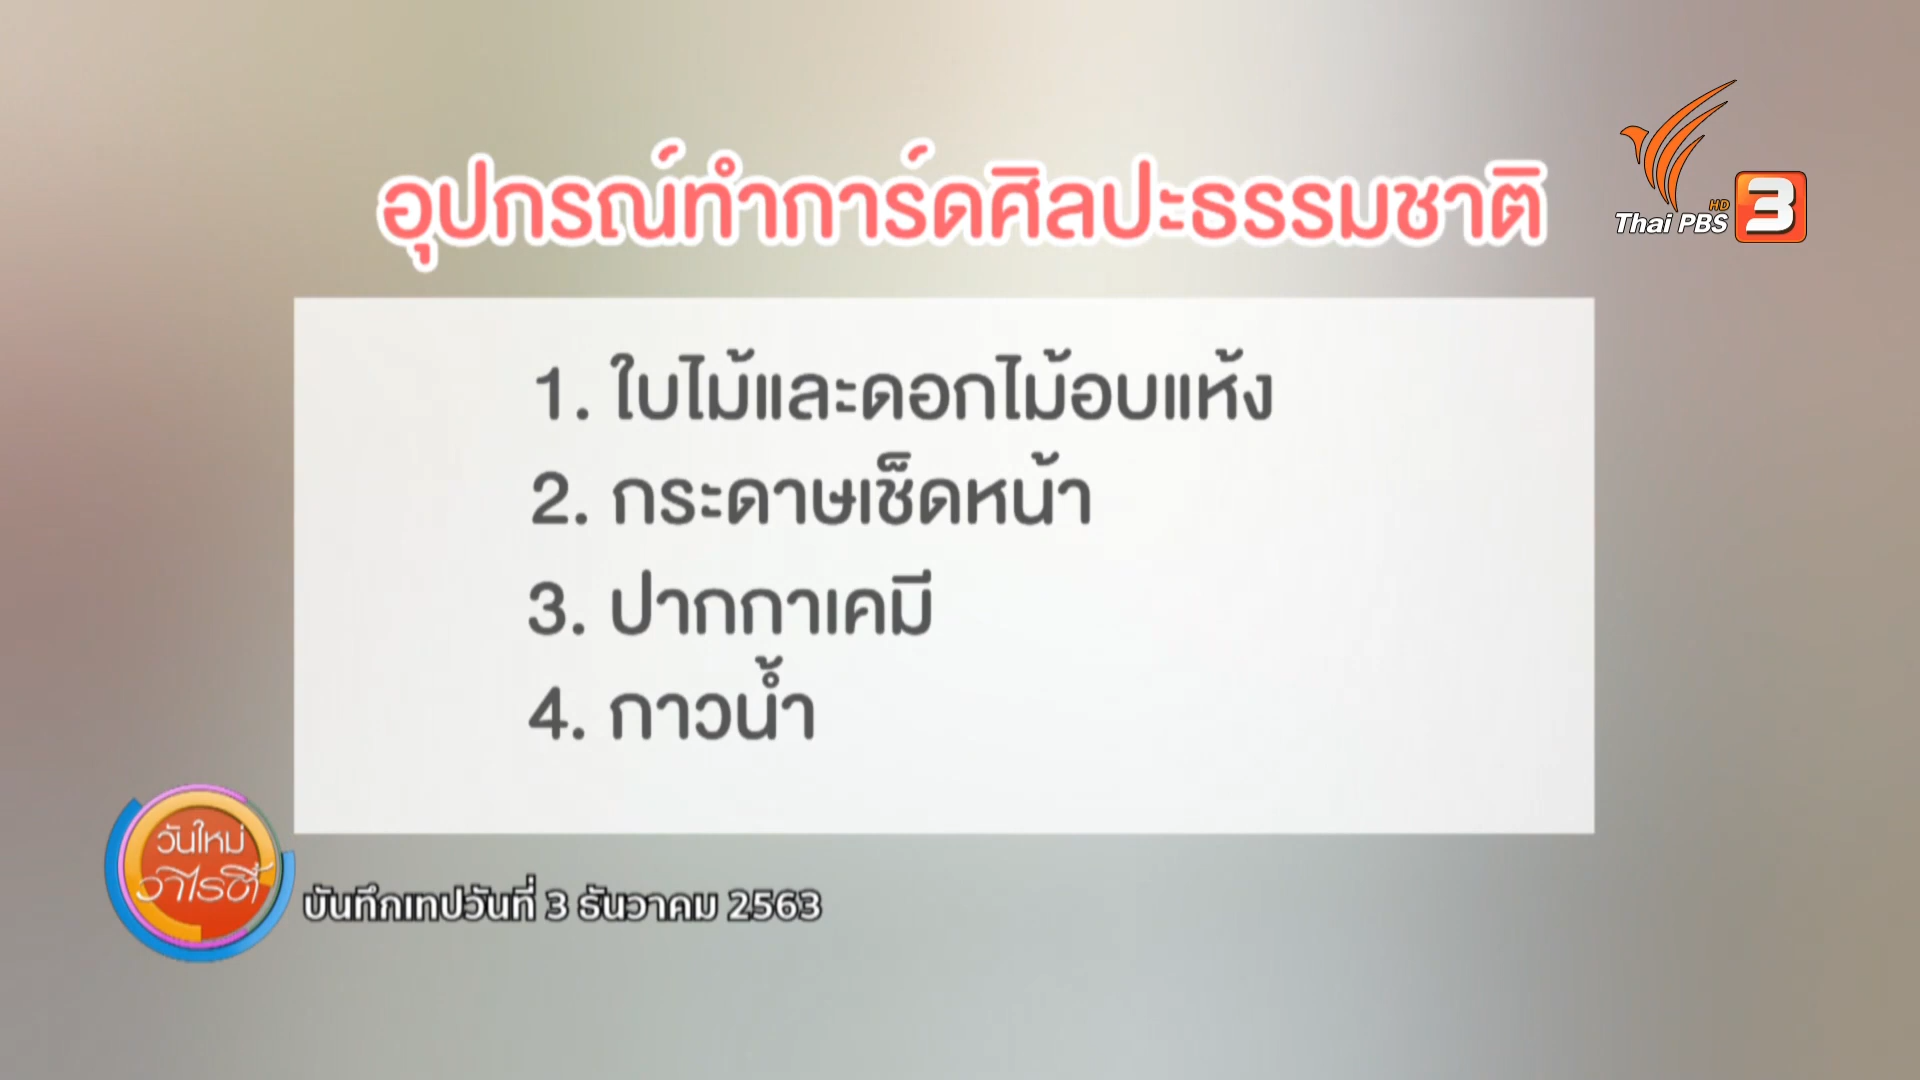 อุปกรณ์ทำการ์ดศิลปะธรรมชาติ
Thai PBS HD 3
1. ใบไม้และดอกไม้อบแห้ง
2. กระดาษเช็ดหน้า
3. ปากกาเคมี
4. กาวน้ำ
วันใหม่
วาไรตี้
บันทึกเทปวันที่ 3 ธันวาคม 2563